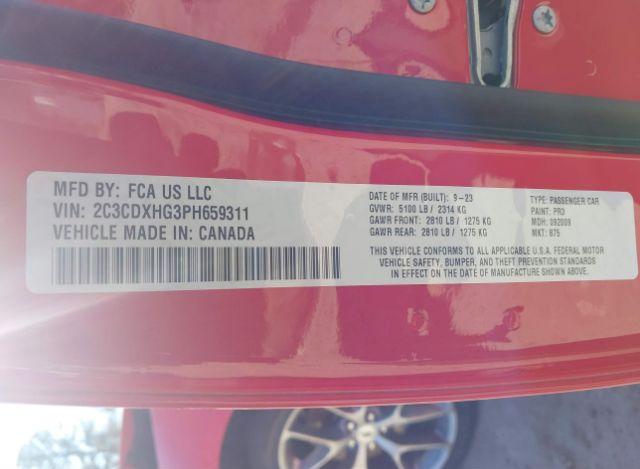 MFD BY: FCA US LLC
VIN: 2C3CDXHG3PH659311
VEHICLE MADE IN: CANADA
DATE OF MFR (BUILT): 9-23
GVWR: 5100 LB / 2314 KG
GAWR FRONT: 2810 LB / 1275 KG
GAWR REAR: 2810 LB / 1275 KG
TYPE: PASSENGER CAR
PAINT: PR3
MDH: 092009
MKT: 875
THIS VEHICLE CONFORMS TO ALL APPLICABLE U.S.A. FEDERAL MOTOR
VEHICLE SAFETY, BUMPER, AND THEFT PREVENTION STANDARDS
IN EFFECT ON THE DATE OF MANUFACTURE SHOWN ABOVE.